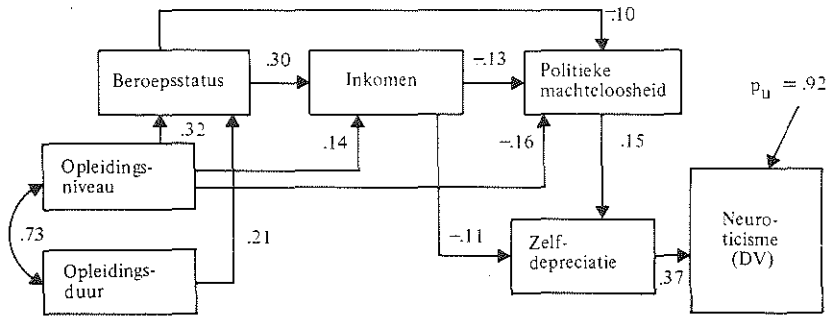 -.10
.30
-.13
Beroepsstatus
Inkomen
Politieke
machteloosheid
p_u = .92
.32
.14
-.16
.15
Opleidings-
niveau
.73
.21
-.11
Zelf-
depreciatie
.37
Neuro-
ticisme
(DV)
Opleidings-
duur